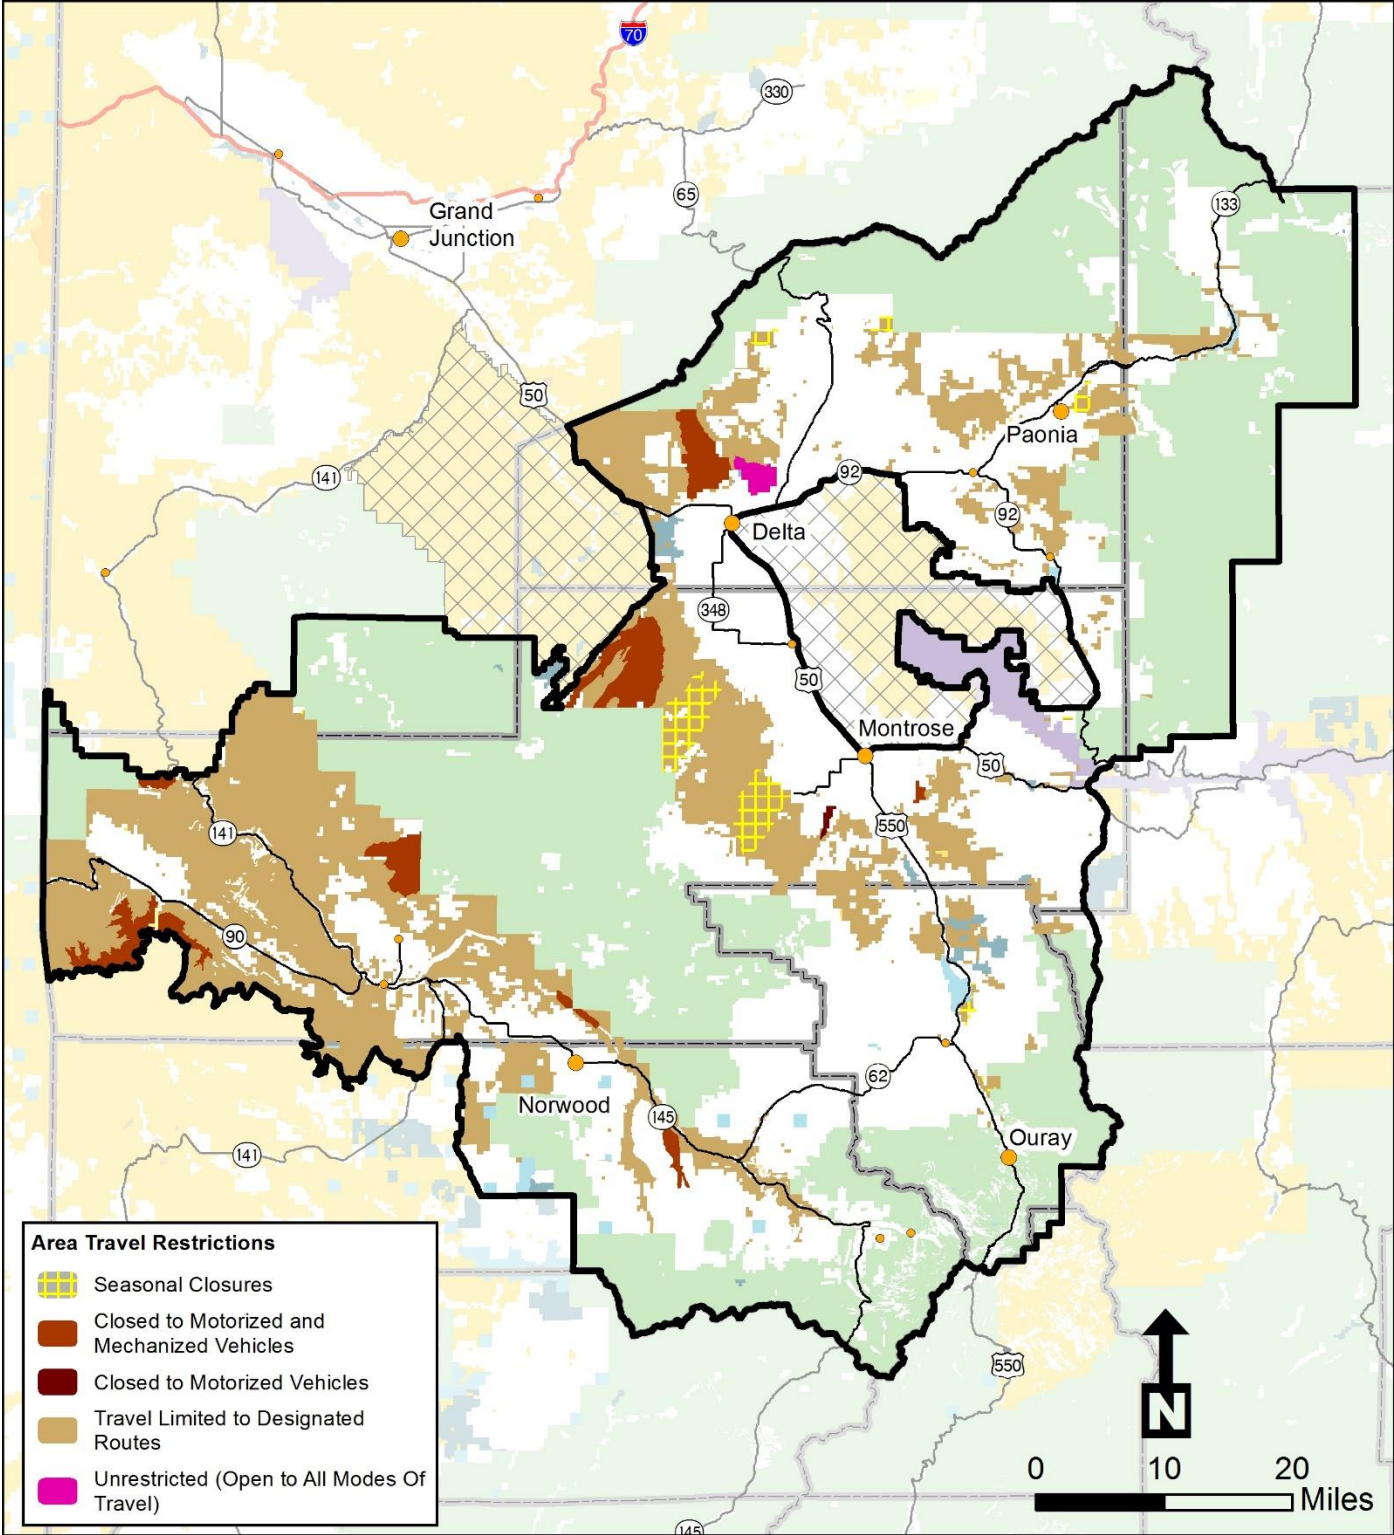 70
330
65
133
Grand
Junction
50
141
Paonia
92
92
Delta
348
50
Montrose
50
141
550
90
62
Norwood
145
Ouray
141
550
145
Area Travel Restrictions
Seasonal Closures
Closed to Motorized and
Mechanized Vehicles
Closed to Motorized Vehicles
Travel Limited to Designated
Routes
Unrestricted (Open to All Modes Of
Travel)
N
0 10 20
Miles